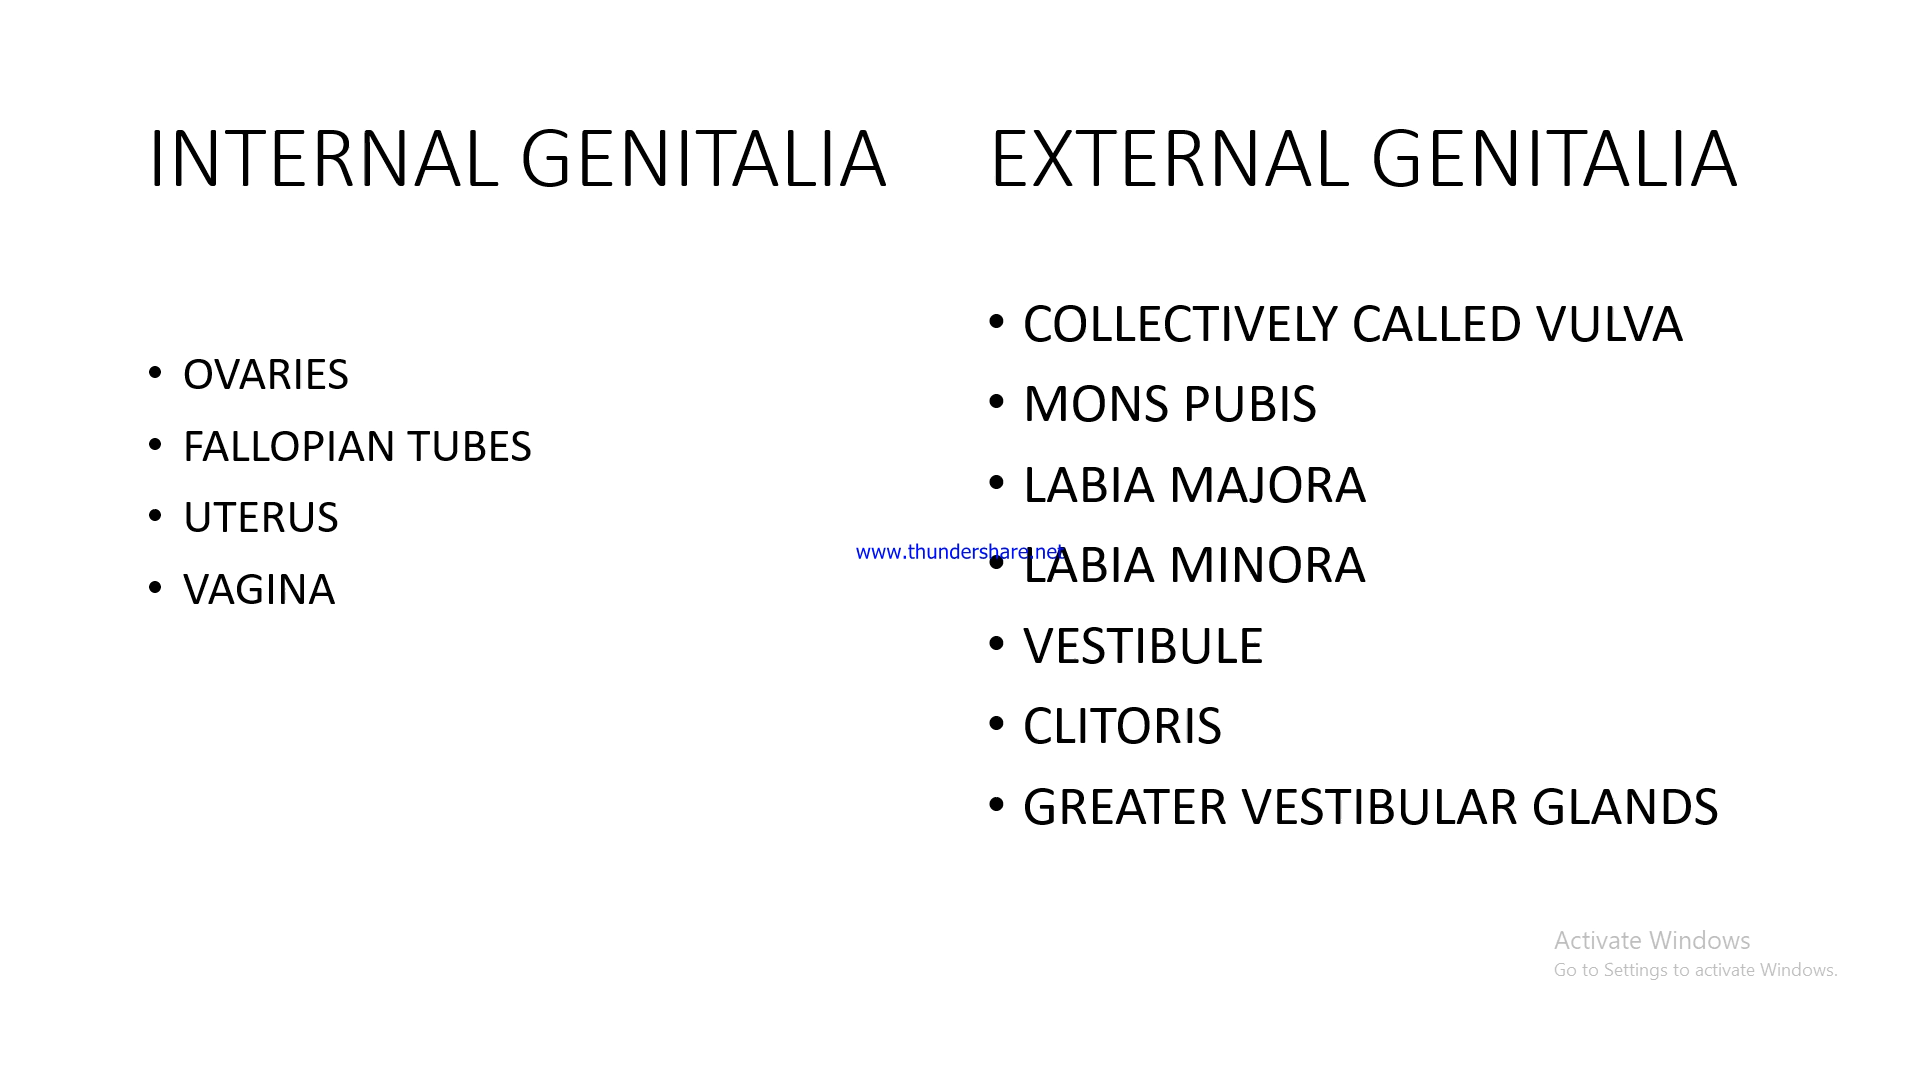 INTERNAL GENITALIA
• OVARIES
• FALLOPIAN TUBES
• UTERUS
• VAGINA
EXTERNAL GENITALIA
• COLLECTIVELY CALLED VULVA
• MONS PUBIS
• LABIA MAJORA
• LABIA MINORA
• VESTIBULE
• CLITORIS
• GREATER VESTIBULAR GLANDS
www.thundershare.net
Activate Windows
Go to Settings to activate Windows.